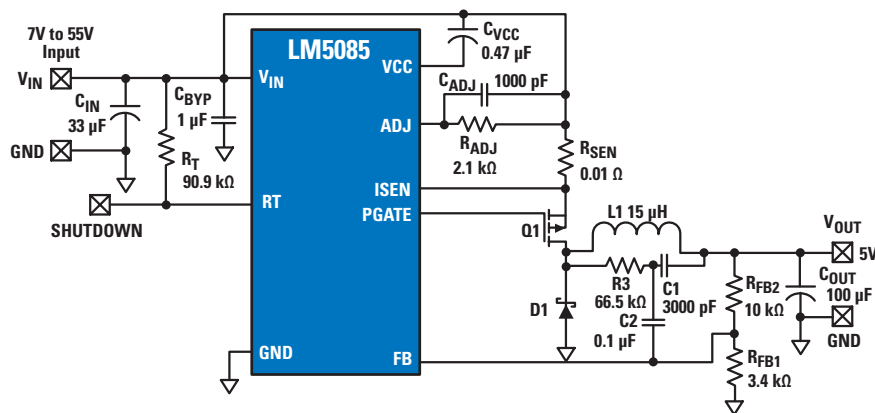 7V to 55V
Input
VIN
CIN
33 µF
GND
CBYP
1 µF
RT
90.9 kΩ
SHUTDOWN
LM5085
VIN
VCC
ADJ
ISEN
PGATE
RT
GND
FB
CVCC
0.47 µF
CADJ
1000 pF
RADJ
2.1 kΩ
RSEN
0.01 Ω
Q1
L1 15 µH
R3
66.5 kΩ
C1
3000 pF
C2
0.1 µF
D1
VOUT
5V
RFB2
10 kΩ
COUT
100 µF
GND
RFB1
3.4 kΩ